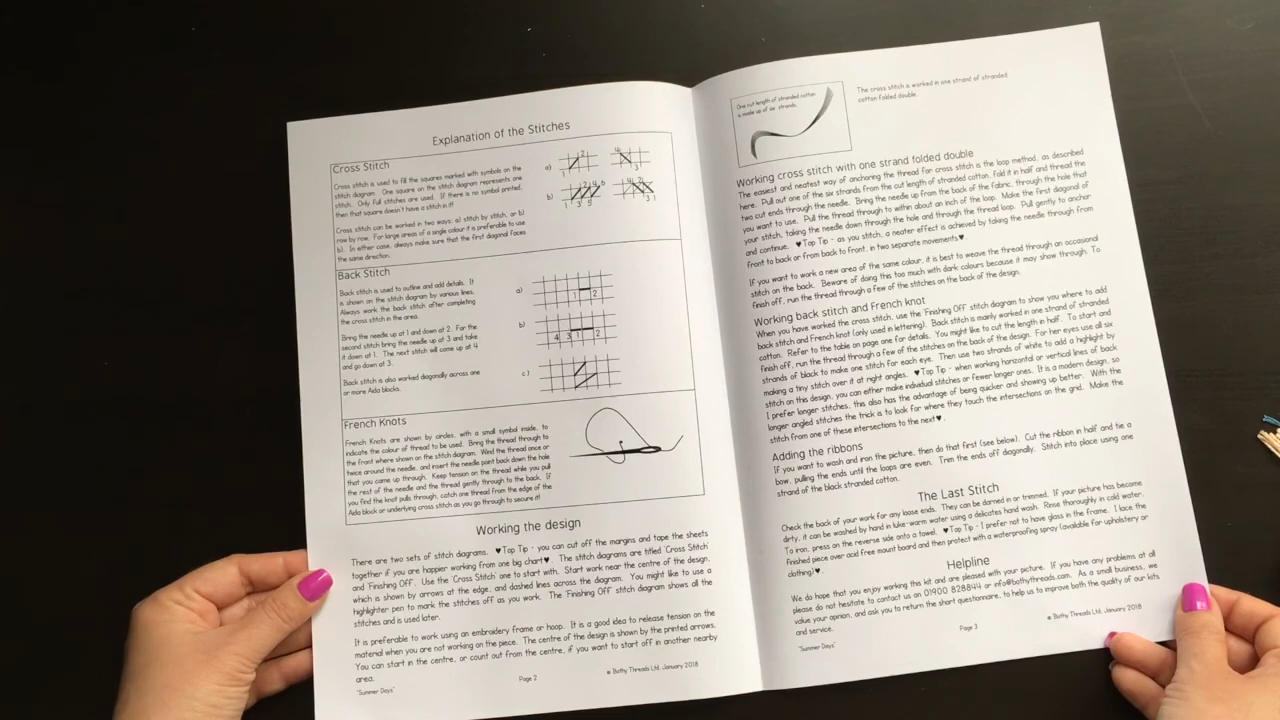 Explanation of the Stitches
Cross Stitch
Cross stitch is used to fill the squares marked with symbols on the
stitch diagram. One square on the stitch diagram represents one
stitch. Only full stitches are used. If there is no symbol printed,
then that square doesn't have a stitch in it!
Cross stitch can be worked in two ways: a) stitch by stitch, or b)
row by row. For large areas of a single colour it is preferable to use
b). In either case, always make sure that the first diagonal faces
the same direction.
a)
b)
Back Stitch
Back stitch is used to outline and add details. It
is shown on the stitch diagram by various lines.
Always work the back stitch after completing
the cross stitch in the area.
Bring the needle up at 1 and down at 2. For the
second stitch bring the needle up at 3 and take
it down at 1. The next stitch will come up at 4
and go down at 3.
Back stitch is also worked diagonally across one
or more Aida blocks.
a)
1 2
b)
4 3 1 2
c)
French Knots
French Knots are shown by circles, with a small symbol inside, to
indicate the colour of thread to be used. Bring the thread through to
the front where shown on the stitch diagram. Wind the thread once or
twice around the needle, and insert the needle point back down the hole
that you came up through. Keep tension on the thread while you pull
the rest of the needle and the thread gently through to the back. If
you find the knot pulls through, catch one thread from the edge of the
Aida block or underlying cross stitch as you go through to secure it!
Working the design
There are two sets of stitch diagrams. ♥Top Tip - you can cut off the margins and tape the sheets
together if you are happier working from one big chart♥. The stitch diagrams are titled 'Cross Stitch'
and 'Finishing Off'. Use the 'Cross Stitch' one to start with. Start work near the centre of the design,
which is shown by arrows at the edge, and dashed lines across the diagram. You might like to use a
highlighter pen to mark the stitches off as you work. The 'Finishing Off' stitch diagram shows all the
stitches and is used later.
It is preferable to work using an embroidery frame or hoop. It is a good idea to release tension on the
material when you are not working on the piece. The centre of the design is shown by the printed arrows.
You can start in the centre, or count out from the centre, if you want to start off in another nearby
area.
"Summer Days"
Page 2
© Bothy Threads Ltd, January 2018
One cut length of stranded cotton
is made up of six strands.
The cross stitch is worked in one strand of stranded
cotton folded double.
Working cross stitch with one strand folded double
The easiest and neatest way of anchoring the thread for cross stitch is the loop method, as described
here. Pull out one of the six strands from the cut length of stranded cotton, fold it in half and thread the
two cut ends through the needle. Bring the needle up from the back of the fabric, through the hole that
you want to use. Pull the thread through to within about an inch of the loop. Make the first diagonal of
your stitch, taking the needle down through the hole and through the thread loop. Pull gently to anchor
and continue. ♥Top Tip - as you stitch, a neater effect is achieved by taking the needle through from
front to back or from back to front, in two separate movements♥.
If you want to work a new area of the same colour, it is best to weave the thread through an occasional
stitch on the back. Beware of doing this too much with dark colours because it may show through. To
finish off, run the thread through a few of the stitches on the back of the design.
Working back stitch and French knot
When you have worked the cross stitch, use the 'Finishing Off' stitch diagram to show you where to add
back stitch and French knot (only used in lettering). Back stitch is mainly worked in one strand of stranded
cotton. Refer to the table on page one for details. You might like to cut the length in half. To start and
finish off, run the thread through a few of the stitches on the back of the design. For her eyes use all six
strands of black to make one stitch for each eye. Then use two strands of white to add a highlight by
making a tiny stitch over it at right angles. ♥Top Tip - when working horizontal or vertical lines of back
stitch on this design, you can either make individual stitches or fewer longer ones. It is a modern design, so
I prefer longer stitches, this also has the advantage of being quicker and showing up better. With the
longer angled stitches the trick is to look for where they touch the intersections on the grid. Make the
stitch from one of these intersections to the next♥.
Adding the ribbons
If you want to wash and iron the picture, then do that first (see below). Cut the ribbon in half and tie a
bow, pulling the ends until the loops are even. Trim the ends off diagonally. Stitch into place using one
strand of the black stranded cotton.
The Last Stitch
Check the back of your work for any loose ends. They can be darned in or trimmed. If your picture has become
dirty, it can be washed by hand in luke-warm water using a delicates hand wash. Rinse thoroughly in cold water.
To iron, press on the reverse side onto a towel. ♥Top Tip - I prefer not to have glass in the frame. I lace the
finished piece over acid free mount board and then protect with a waterproofing spray (available for upholstery or
clothing)♥.
Helpline
We do hope that you enjoy working this kit and are pleased with your picture. If you have any problems at all
please do not hesitate to contact us on 01900 828844 or info@bothythreads.com. As a small business, we
value your opinion, and ask you to return the short questionnaire, to help us to improve both the quality of our kits
and service.
"Summer Days"
Page 3
© Bothy Threads Ltd, January 2018